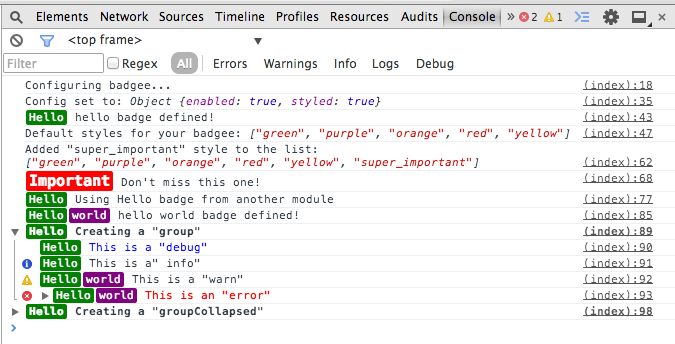 Elements Network Sources Timeline Profiles Resources Audits Console » 2 1
<top frame> ▼
Filter Regex All Errors Warnings Info Logs Debug
Configuring badgee... (index):18
Config set to: Object {enabled: true, styled: true} (index):35
Hello hello badge defined! (index):43
Default styles for your badgee: ["green", "purple", "orange", "red", "yellow"] (index):47
Added "super_important" style to the list:
["green", "purple", "orange", "red", "yellow", "super_important"] (index):62
Important Don't miss this one! (index):68
Hello Using Hello badge from another module (index):77
Hello world hello world badge defined! (index):85
▼ Hello Creating a "group" (index):89
Hello This is a "debug" (index):90
Hello This is a" info" (index):91
Hello world This is a "warn" (index):92
▶ Hello world This is an "error" (index):93
▶ Hello Creating a "groupCollapsed" (index):98